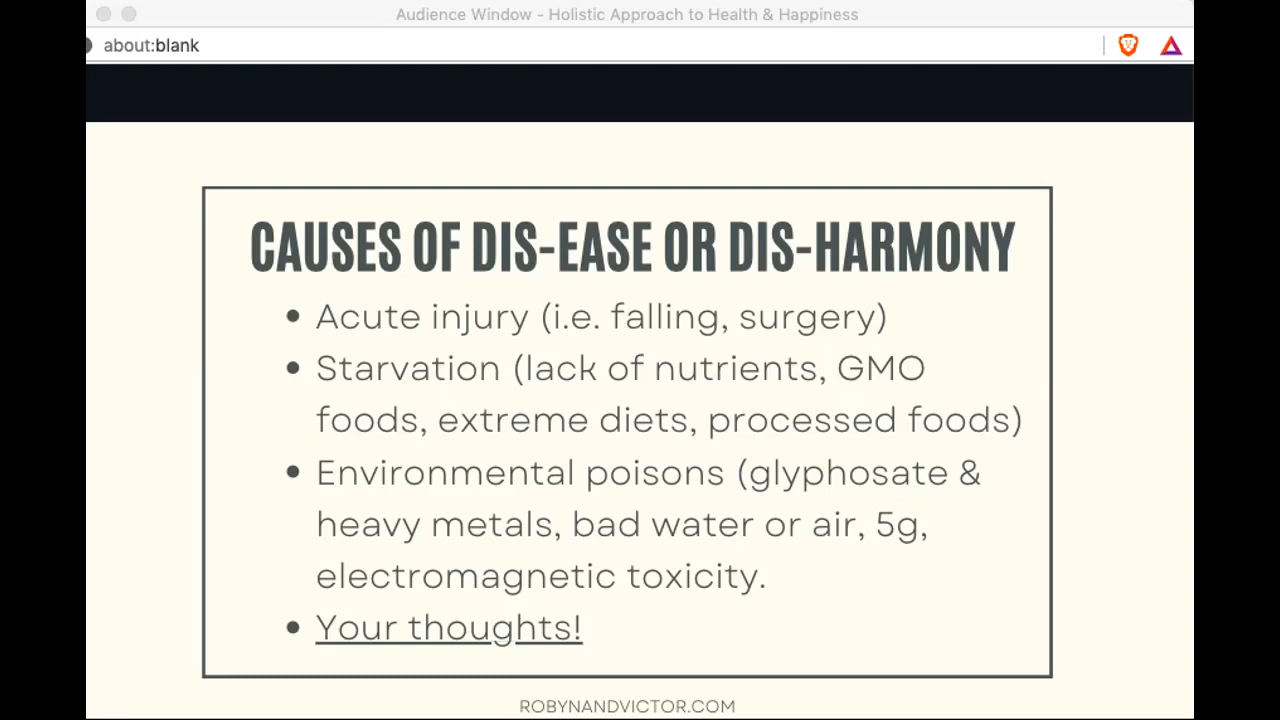 Audience Window - Holistic Approach to Health & Happiness
about:blank
CAUSES OF DIS-EASE OR DIS-HARMONY
• Acute injury (i.e. falling, surgery)
• Starvation (lack of nutrients, GMO
foods, extreme diets, processed foods)
• Environmental poisons (glyphosate &
heavy metals, bad water or air, 5g,
electromagnetic toxicity.
• Your thoughts!
ROBYNANDVICTOR.COM